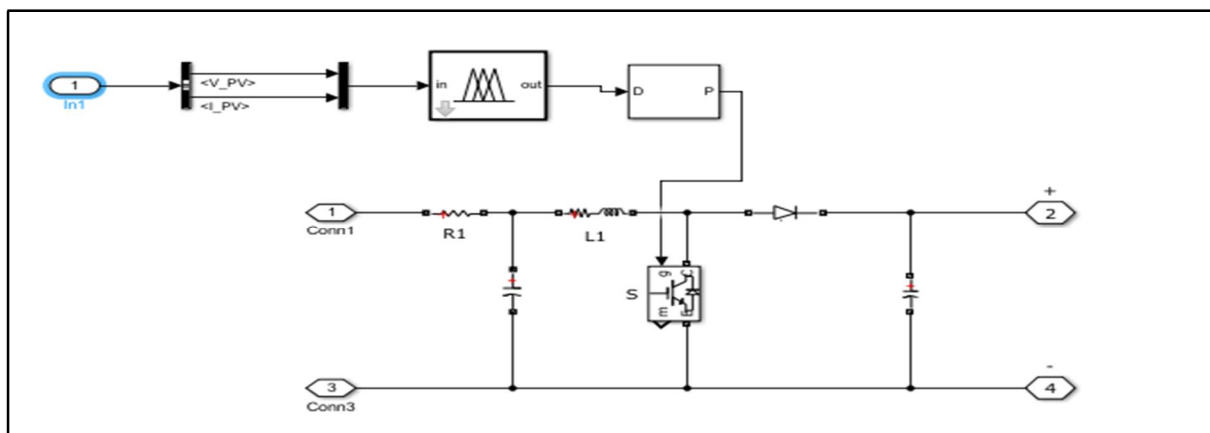 1
In1
<V_PV>
<I_PV>
in
out
D
P
1
Conn1
R1
L1
+
2
S
g
C
m
E
3
Conn3
-
4